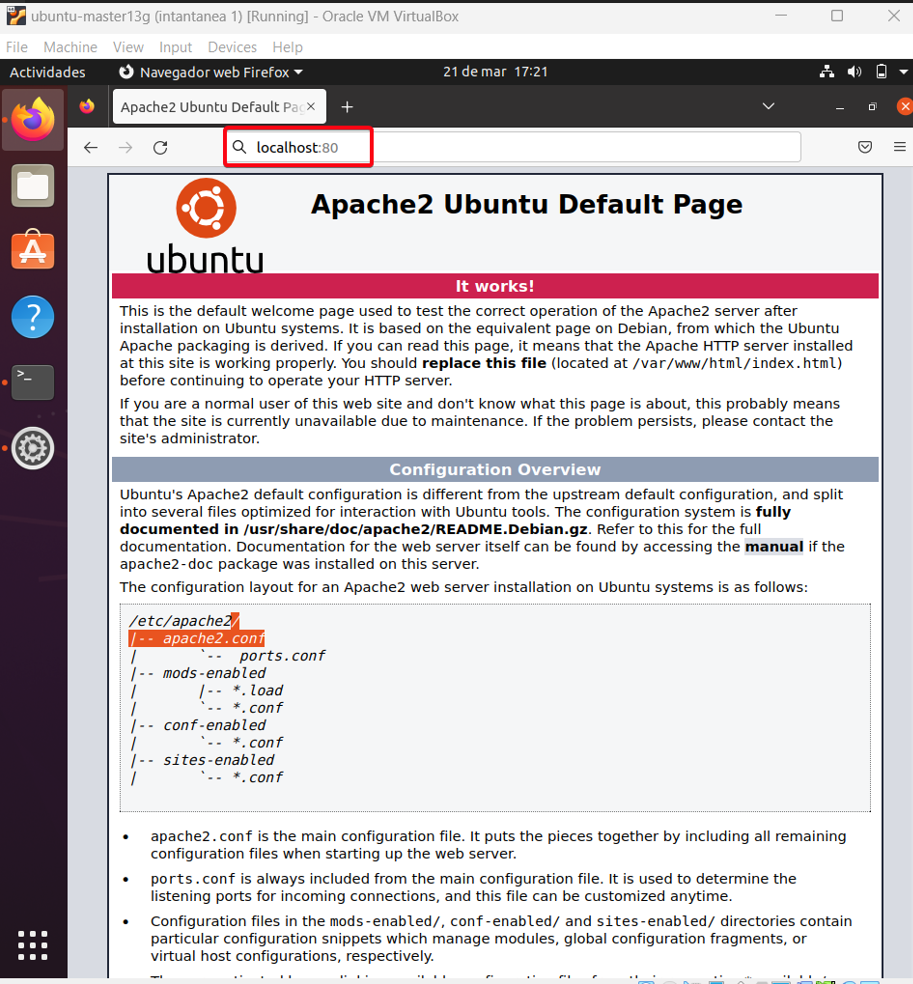 ubuntu-master13g (intantanea 1) [Running] - Oracle VM VirtualBox
File Machine View Input Devices Help
Actividades Navegador web Firefox 21 de mar 17:21
Apache2 Ubuntu Default Pag
localhost:80
ubuntu
Apache2 Ubuntu Default Page
It works!
This is the default welcome page used to test the correct operation of the Apache2 server after
installation on Ubuntu systems. It is based on the equivalent page on Debian, from which the Ubuntu
Apache packaging is derived. If you can read this page, it means that the Apache HTTP server installed
at this site is working properly. You should replace this file (located at /var/www/html/index.html)
before continuing to operate your HTTP server.
If you are a normal user of this web site and don't know what this page is about, this probably means
that the site is currently unavailable due to maintenance. If the problem persists, please contact the
site's administrator.
Configuration Overview
Ubuntu's Apache2 default configuration is different from the upstream default configuration, and split
into several files optimized for interaction with Ubuntu tools. The configuration system is fully
documented in /usr/share/doc/apache2/README.Debian.gz. Refer to this for the full
documentation. Documentation for the web server itself can be found by accessing the manual if the
apache2-doc package was installed on this server.
The configuration layout for an Apache2 web server installation on Ubuntu systems is as follows:
/etc/apache2/
|-- apache2.conf
|       `--  ports.conf
|-- mods-enabled
|       |-- *.load
|       `-- *.conf
|-- conf-enabled
|       `-- *.conf
|-- sites-enabled
|       `-- *.conf
• apache2.conf is the main configuration file. It puts the pieces together by including all remaining
configuration files when starting up the web server.
• ports.conf is always included from the main configuration file. It is used to determine the
listening ports for incoming connections, and this file can be customized anytime.
• Configuration files in the mods-enabled/, conf-enabled/ and sites-enabled/ directories contain
particular configuration snippets which manage modules, global configuration fragments, or
virtual host configurations, respectively.